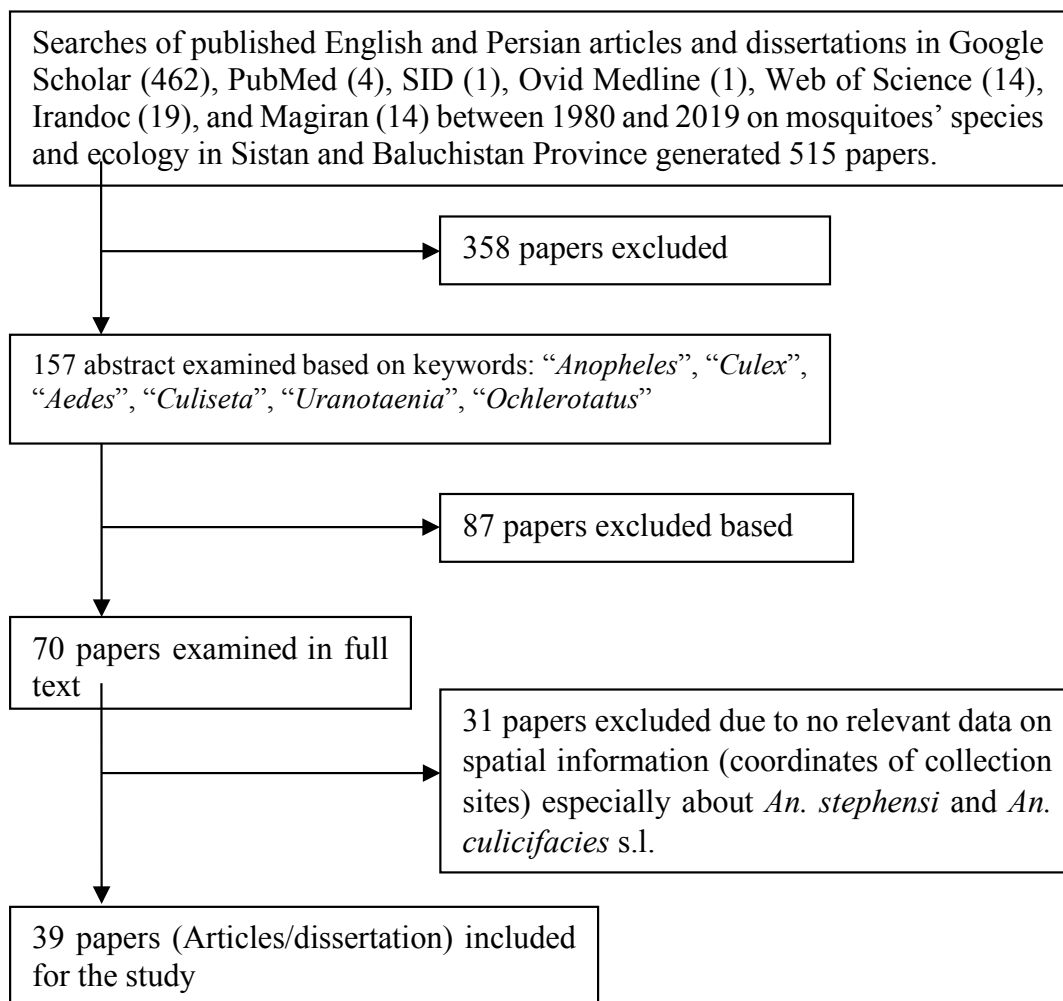 Searches of published English and Persian articles and dissertations in Google
Scholar (462), PubMed (4), SID (1), Ovid Medline (1), Web of Science (14),
Irandoc (19), and Magiran (14) between 1980 and 2019 on mosquitoes’ species
and ecology in Sistan and Baluchistan Province generated 515 papers.
358 papers excluded
157 abstract examined based on keywords: “Anopheles”, “Culex”,
“Aedes”, “Culiseta”, “Uranotaenia”, “Ochlerotatus”
87 papers excluded based
70 papers examined in full
text
31 papers excluded due to no relevant data on
spatial information (coordinates of collection
sites) especially about An. stephensi and An.
culicifacies s.l.
39 papers (Articles/dissertation) included
for the study